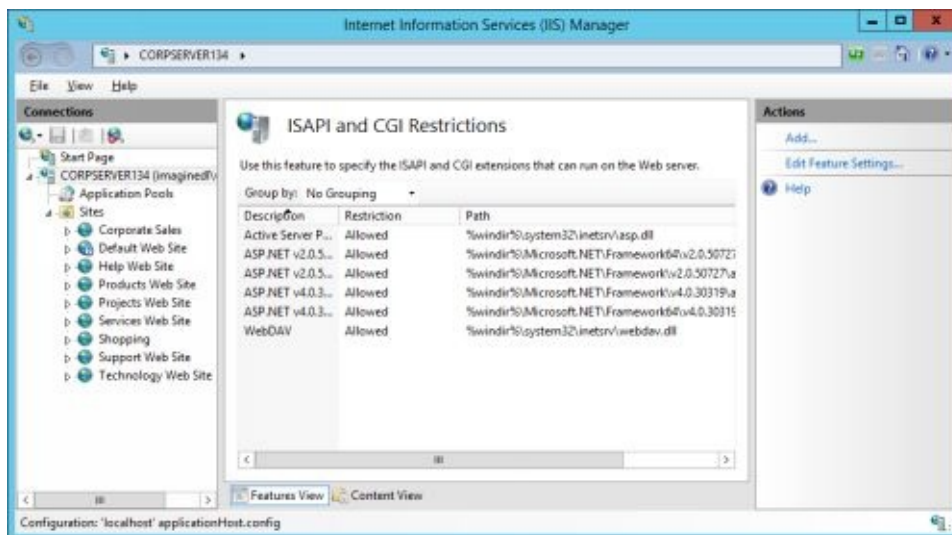 Internet Information Services (IIS) Manager
CORPSERVER134
File View Help
Connections
Start Page
CORPSERVER134
Application Pools
Sites
Corporate Sales
Default Web Site
Help Web Site
Products Web Site
Projects Web Site
Services Web Site
Shopping
Support Web Site
Technology Web Site
ISAPI and CGI Restrictions
Use this feature to specify the ISAPI and CGI extensions that can run on the Web server.
Group by: No Grouping
Description Restriction Path
Active Server P... Allowed %windir%\system32\inetsrv\asp.dll
ASP.NET v2.0.5... Allowed %windir%\Microsoft.NET\Framework64\v2.0.50727
ASP.NET v2.0.5... Allowed %windir%\Microsoft.NET\Framework\v2.0.50727\a
ASP.NET v4.0.3... Allowed %windir%\Microsoft.NET\Framework\v4.0.30319\a
ASP.NET v4.0.3... Allowed %windir%\Microsoft.NET\Framework64\v4.0.30319
WebDAV Allowed %windir%\system32\inetsrv\webdav.dll
Features View Content View
Actions
Add...
Edit Feature Settings...
Help
Configuration: 'localhost' applicationHost.config